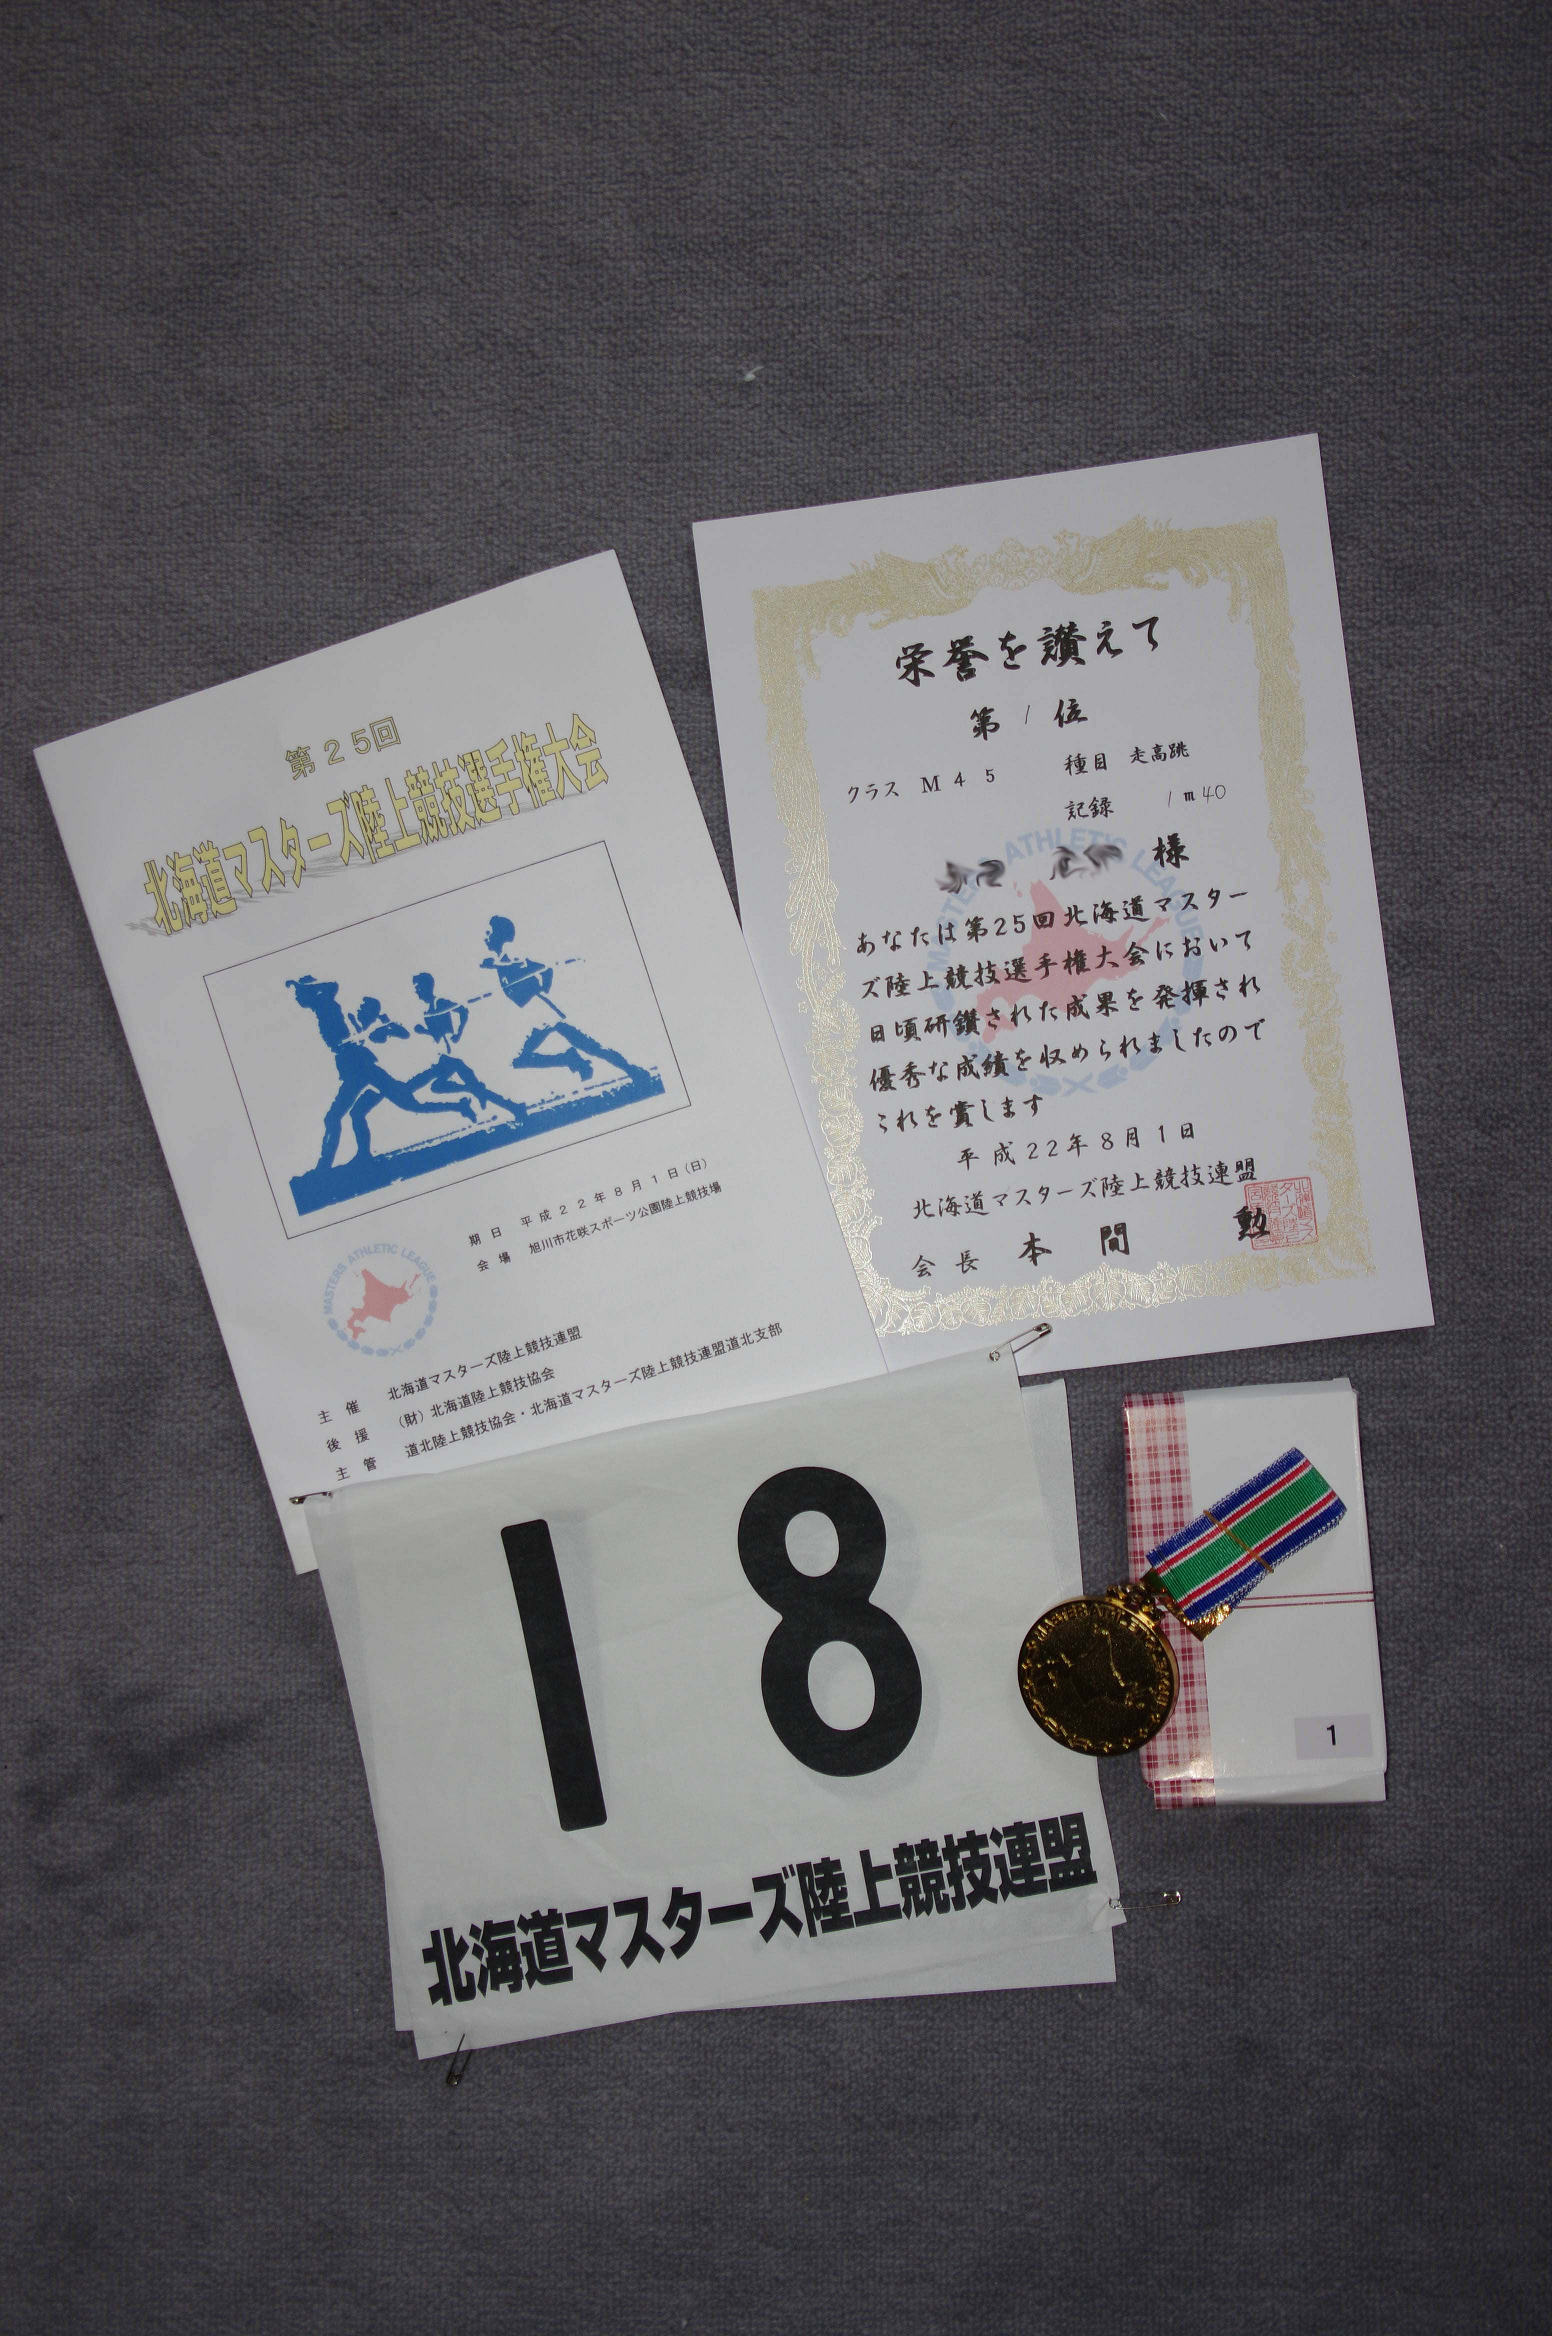 第25回
北海道マスターズ陸上競技選手権大会
期日 平成22年8月1日(日)
会場 旭川市花咲スポーツ公園陸上競技場
MASTERS ATHLETIC LEAGUE
主催 北海道マスターズ陸上競技連盟
後援 (財)北海道陸上競技協会
主管 道北陸上競技協会・北海道マスターズ陸上競技連盟道北支部
栄誉を讃えて
第1位
クラス M45 種目 走高跳
記録 1m40
様
MASTERS ATHLETIC LEAGUE
あなたは第25回北海道マスター
ズ陸上競技選手権大会において
日頃研鑽された成果を発揮され
優秀な成績を収められましたので
これを賞します
平成22年8月1日
北海道マスターズ陸上競技連盟
会長 本間 勲
18
北海道マスターズ陸上競技連盟
1